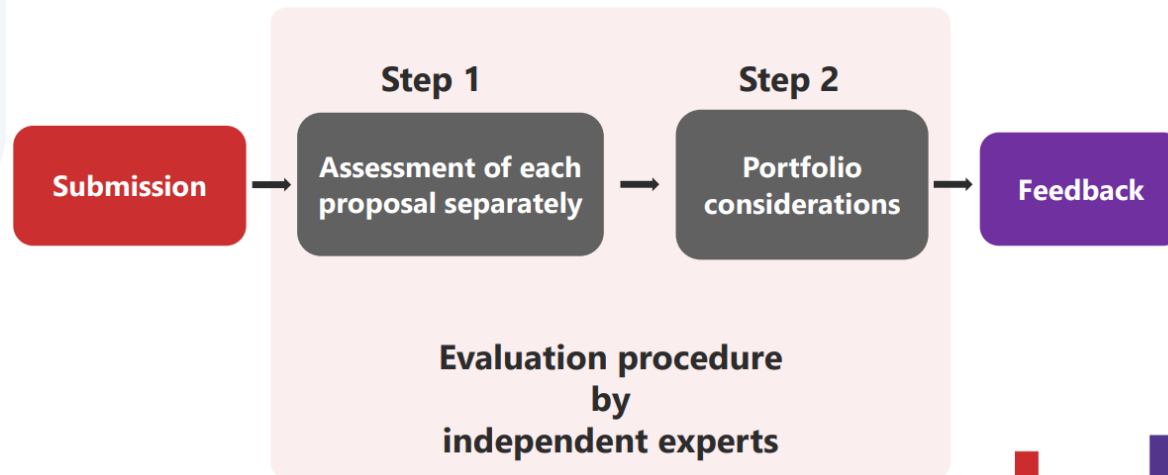 Step 1
Step 2
Submission
Assessment of each
proposal separately
Portfolio
considerations
Feedback
Evaluation procedure
by
independent experts